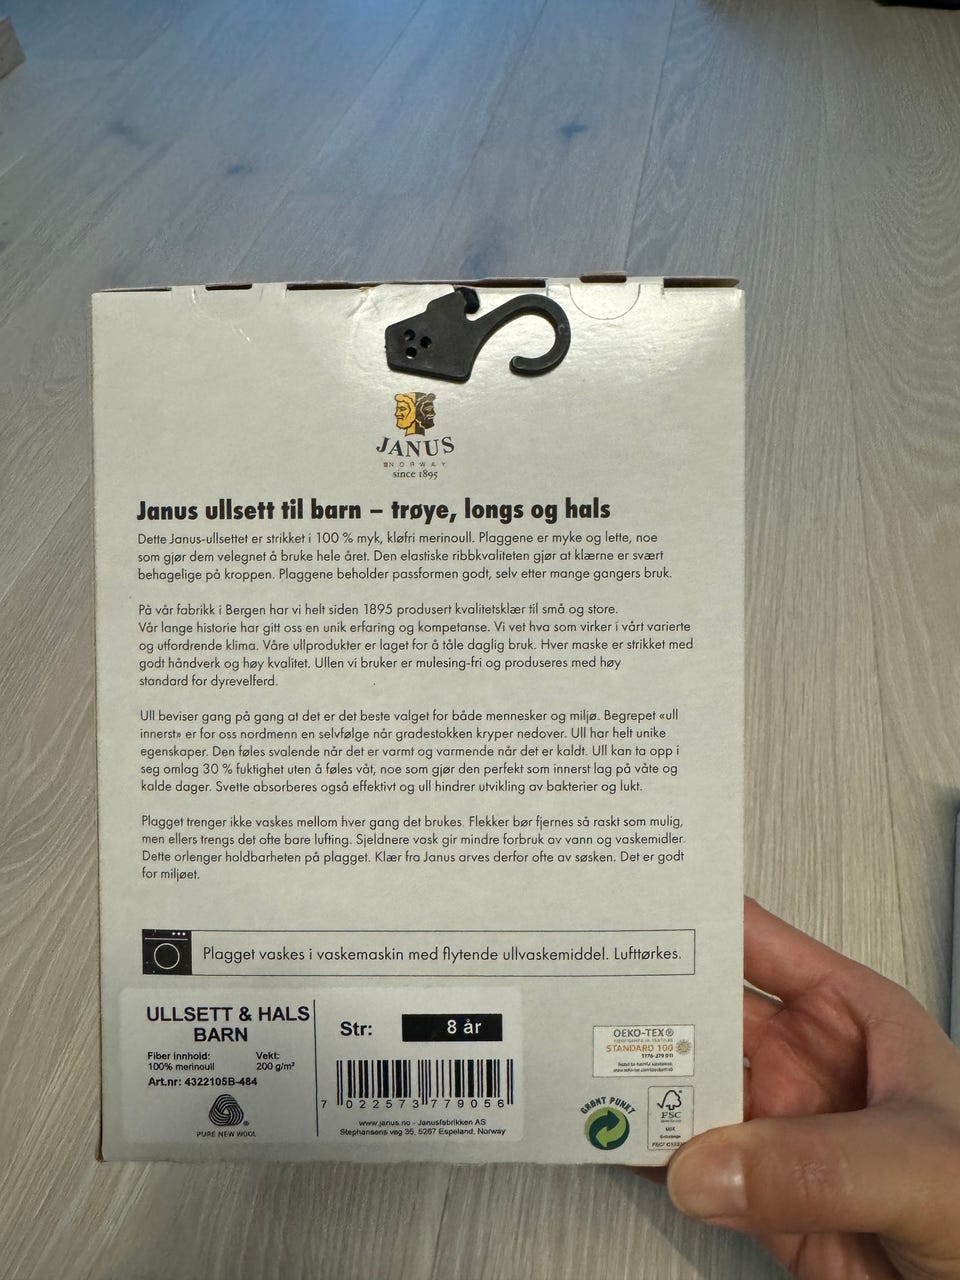 JANUS
NORWAY
since 1895
Janus ullsett til barn – trøye, longs og hals
Dette Janus-ullsettet er strikket i 100 % myk, kløfri merinoull. Plaggene er myke og lette, noe
som gjør dem velegnet å bruke hele året. Den elastiske ribbkvaliteten gjør at klærne er svært
behagelige på kroppen. Plaggene beholder passformen godt, selv etter mange gangers bruk.
På vår fabrikk i Bergen har vi helt siden 1895 produsert kvalitetsklær til små og store.
Vår lange historie har gitt oss en unik erfaring og kompetanse. Vi vet hva som virker i vårt varierte
og utfordrende klima. Våre ullprodukter er laget for å tåle daglig bruk. Hver maske er strikket med
godt håndverk og høy kvalitet. Ullen vi bruker er mulesing-fri og produseres med høy
standard for dyrevelferd.
Ull beviser gang på gang at det er det beste valget for både mennesker og miljø. Begrepet «ull
innerst» er for oss nordmenn en selvfølge når gradestokken kryper nedover. Ull har helt unike
egenskaper. Den føles svalende når det er varmt og varmende når det er kaldt. Ull kan ta opp i
seg omlag 30 % fuktighet uten å føles våt, noe som gjør den perfekt som innerst lag på våte og
kalde dager. Svette absorberes også effektivt og ull hindrer utvikling av bakterier og lukt.
Plagget trenger ikke vaskes mellom hver gang det brukes. Flekker bør fjernes så raskt som mulig,
men ellers trengs det ofte bare lufting. Sjeldnere vask gir mindre forbruk av vann og vaskemidler.
Dette orlenger holdbarheten på plagget. Klær fra Janus arves derfor ofte av søsken. Det er godt
for miljøet.
Plagget vaskes i vaskemaskin med flytende ullvaskemiddel. Lufttørkes.
ULLSETT & HALS
BARN
Fiber innhold:
100% merinoull
Vekt:
200 g/m²
Art.nr: 4322105B-484
PURE NEW WOOL
Str: 8 år
7 022573 779056
www.janus.no - Janusfabrikken AS
Stephansens veg 35, 5267 Espeland, Norway
OEKO-TEX®
STANDARD 100
GRØNT PUNKT
FSC
MIX